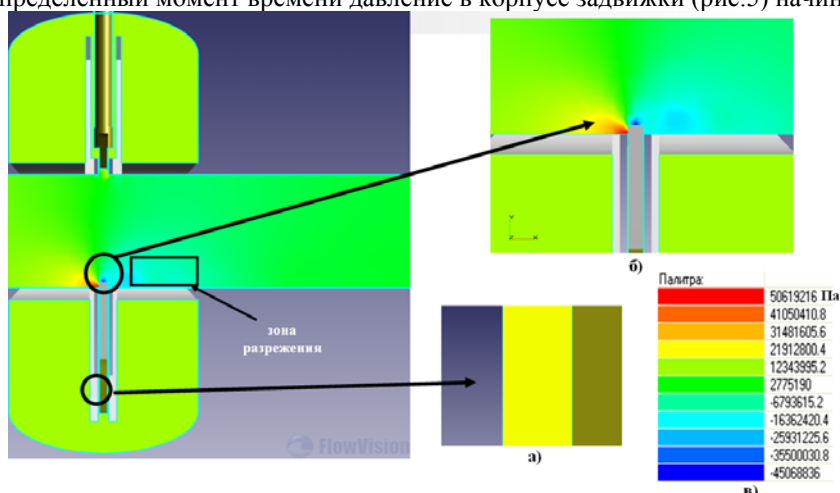 пределенный момент времени давление в корпусе задвижки (рис.5) начин
зона
разрежения
FlowVision
а)
б)
Палитра:
50619216 Па
41050410.8
31481605.6
21912800.4
12343995.2
2775190
-6793615.2
-16362420.4
-25931225.6
-35500030.8
-45068836
в)